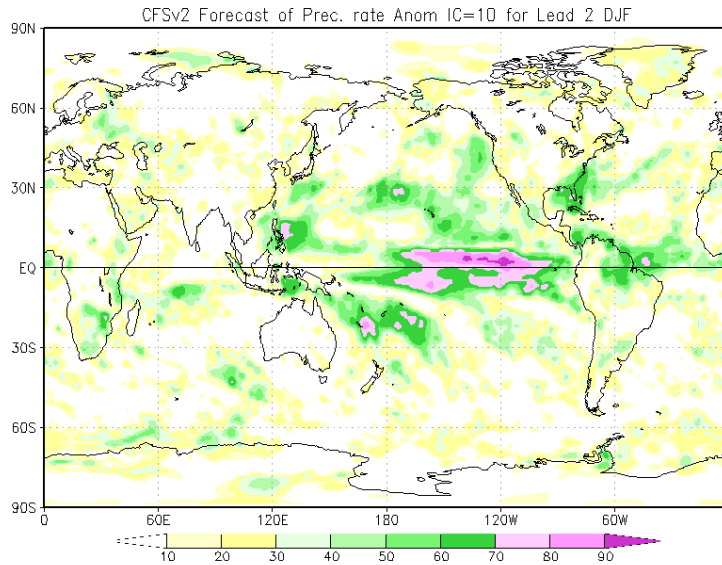 CFSv2 Forecast of Prec. rate Anom IC=10 for Lead 2 DJF
90N
60N
30N
EQ
30S
60S
90S
0 60E 120E 180 120W 60W
10 20 30 40 50 60 70 80 90